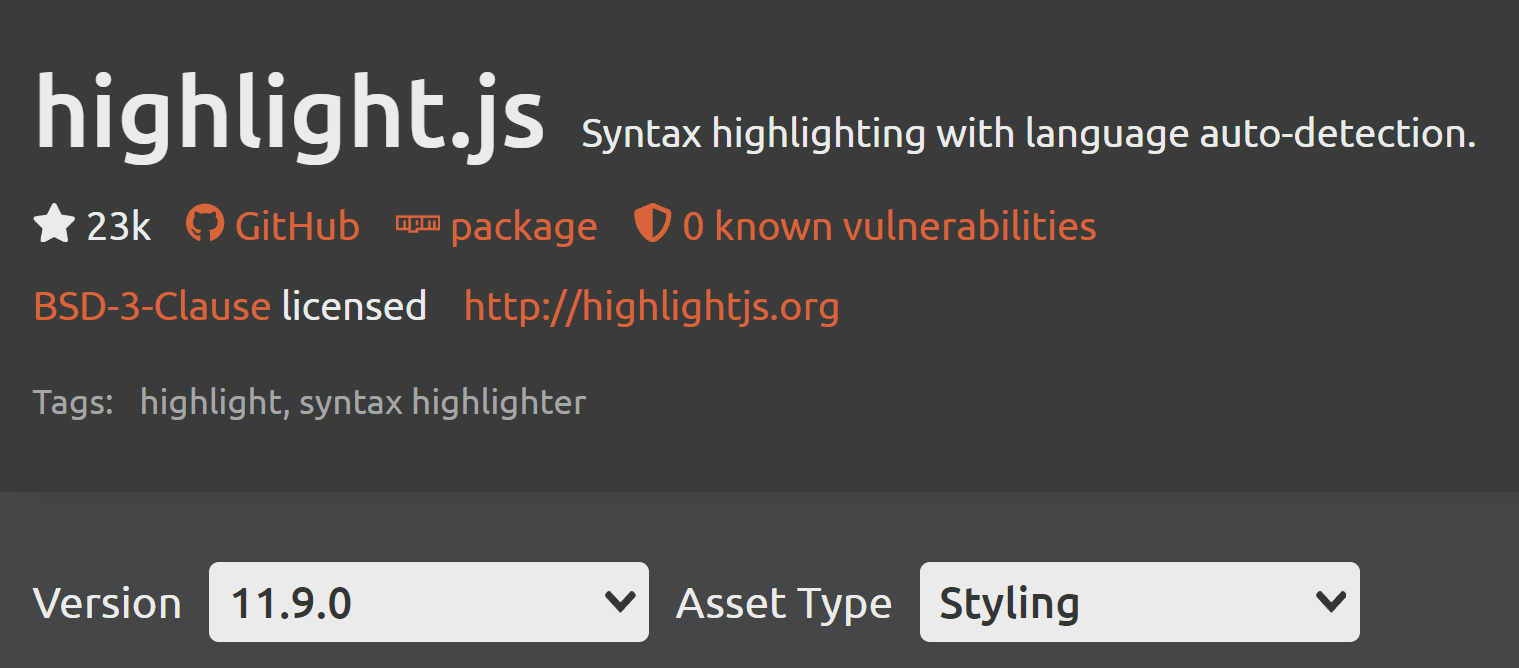 highlight.js Syntax highlighting with language auto-detection.
23k GitHub npm package 0 known vulnerabilities
BSD-3-Clause licensed http://highlightjs.org
Tags: highlight, syntax highlighter
Version 11.9.0 Asset Type Styling